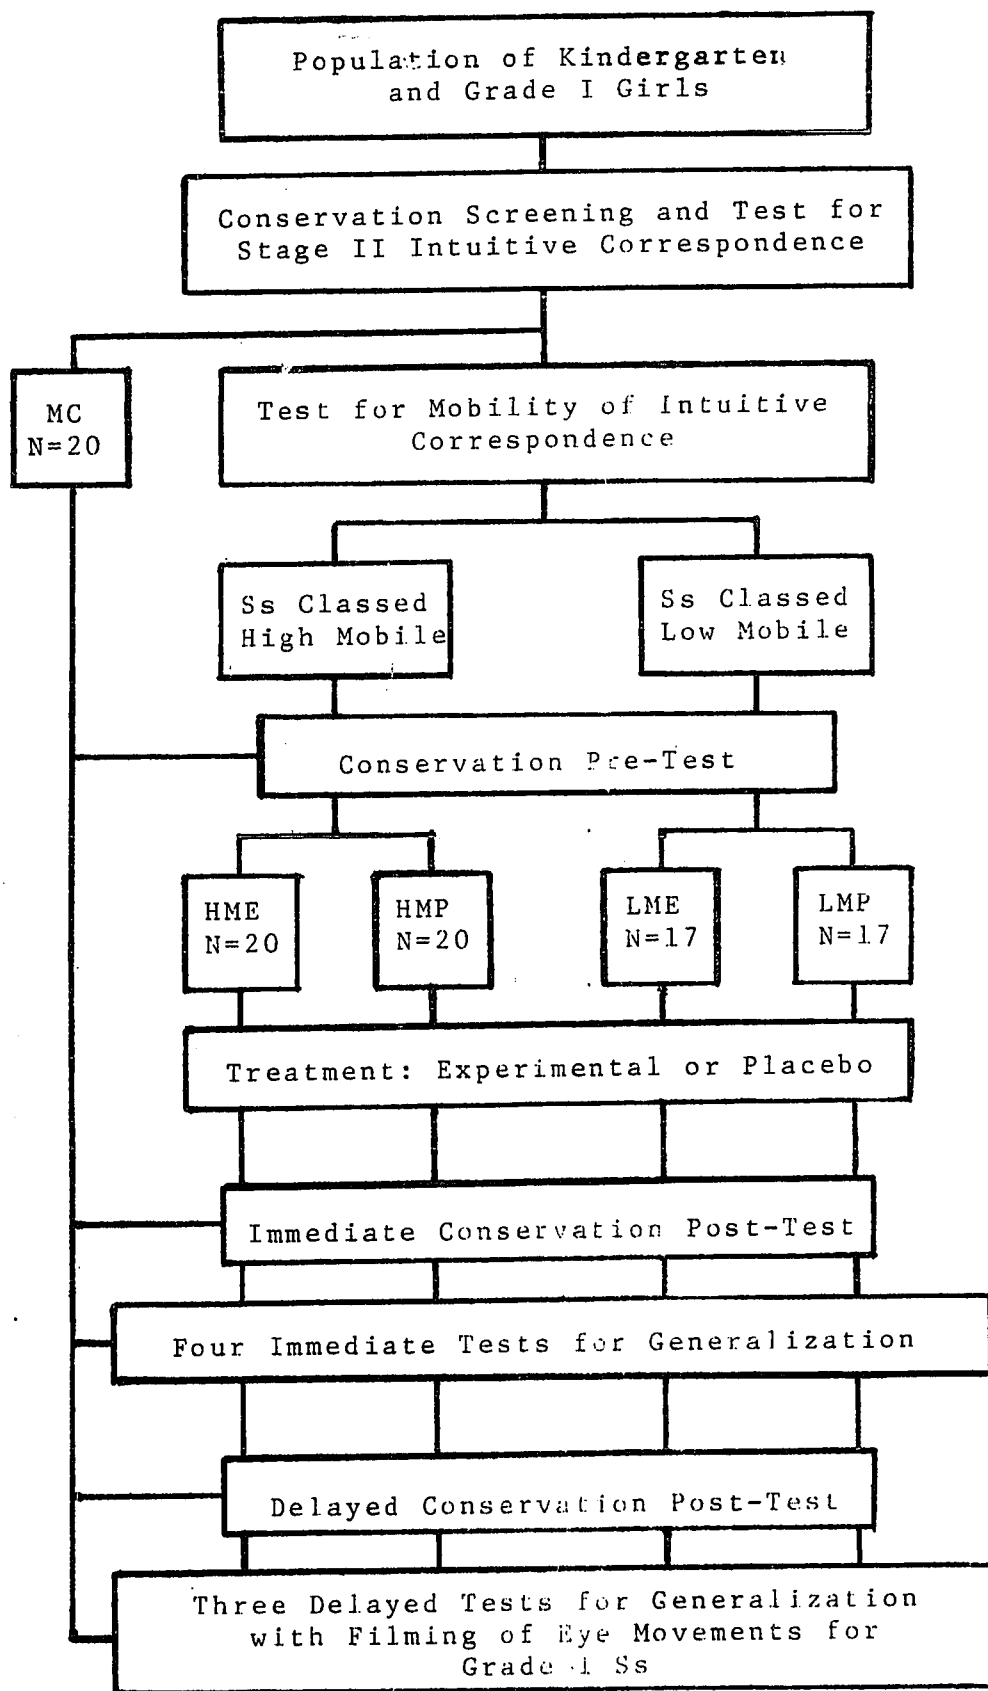 Population of Kindergarten
and Grade I Girls
Conservation Screening and Test for
Stage II Intuitive Correspondence
MC
N=20
Test for Mobility of Intuitive
Correspondence
Ss Classed
High Mobile
Ss Classed
Low Mobile
Conservation Pre-Test
HME
N=20
HMP
N=20
LME
N=17
LMP
N=17
Treatment: Experimental or Placebo
Immediate Conservation Post-Test
Four Immediate Tests for Generalization
Delayed Conservation Post-Test
Three Delayed Tests for Generalization
with Filming of Eye Movements for
Grade 1 Ss